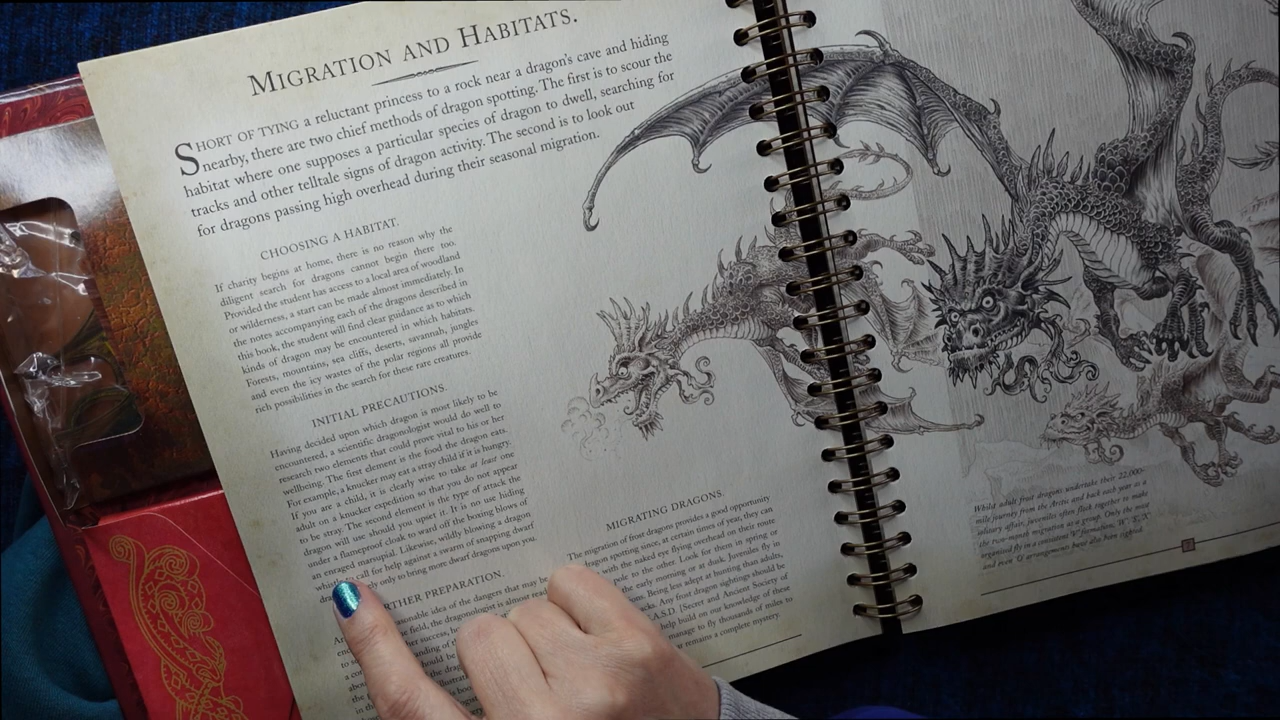 MIGRATION AND HABITATS.
SHORT OF TYING a reluctant princess to a rock near a dragon's cave and hiding
nearby, there are two chief methods of dragon spotting. The first is to scour the
habitat where one supposes a particular species of dragon to dwell, searching for
tracks and other telltale signs of dragon activity. The second is to look out
for dragons passing high overhead during their seasonal migration.
CHOOSING A HABITAT.
If charity begins at home, there is no reason why the
diligent search for dragons cannot begin there too.
Provided the student has access to a local area of woodland
or wilderness, a start can be made almost immediately. In
the notes accompanying each of the dragons described in
this book, the student will find clear guidance as to which
kinds of dragon may be encountered in which habitats.
Forests, mountains, sea cliffs, deserts, savannah, jungles
and even the icy wastes of the polar regions all provide
rich possibilities in the search for these rare creatures.
INITIAL PRECAUTIONS.
Having decided upon which dragon is most likely to be
encountered, a scientific dragonologist would do well to
research two elements that could prove vital to his or her
wellbeing. The first element is the food the dragon eats.
For example, a knucker may eat a stray child if it is hungry.
If you are a child, it is clearly wise to take at least one
adult on a knucker expedition so that you do not appear
to be stray. The second element is the type of attack the
dragon will use should you upset it. It is no use hiding
under a flameproof cloak to ward off the boxing blows of
an enraged marsupial. Likewise, wildly blowing a dragon
call for help against a swarm of snapping dwarf
only to bring more dwarf dragons upon you.
PREPARATION.
idea of the dangers that may be
field, the dragonologist is almost
success,
should be
MIGRATING DRAGONS.
The migration of frost dragons provides a good opportunity
spotting since, at certain times of year, they can
with the naked eye flying overhead on their route
pole to the other. Look for them in spring or
the early morning or at dusk. Juveniles fly in
Being less adept at hunting than adults,
Any frost dragon sightings should be
S.A.S.D. [Secret and Ancient Society of
help build on our knowledge of these
manage to fly thousands of miles to
remains a complete mystery.
Whilst adult frost dragons undertake their 22,000-
mile journey from the Arctic and back each year as a
solitary affair, juveniles often flock together to make
the two-month migration as a group. Only the most
organised fly in a consistent 'V' formation; 'W', 'E', 'A'
and even 'O' arrangements have also been sighted.